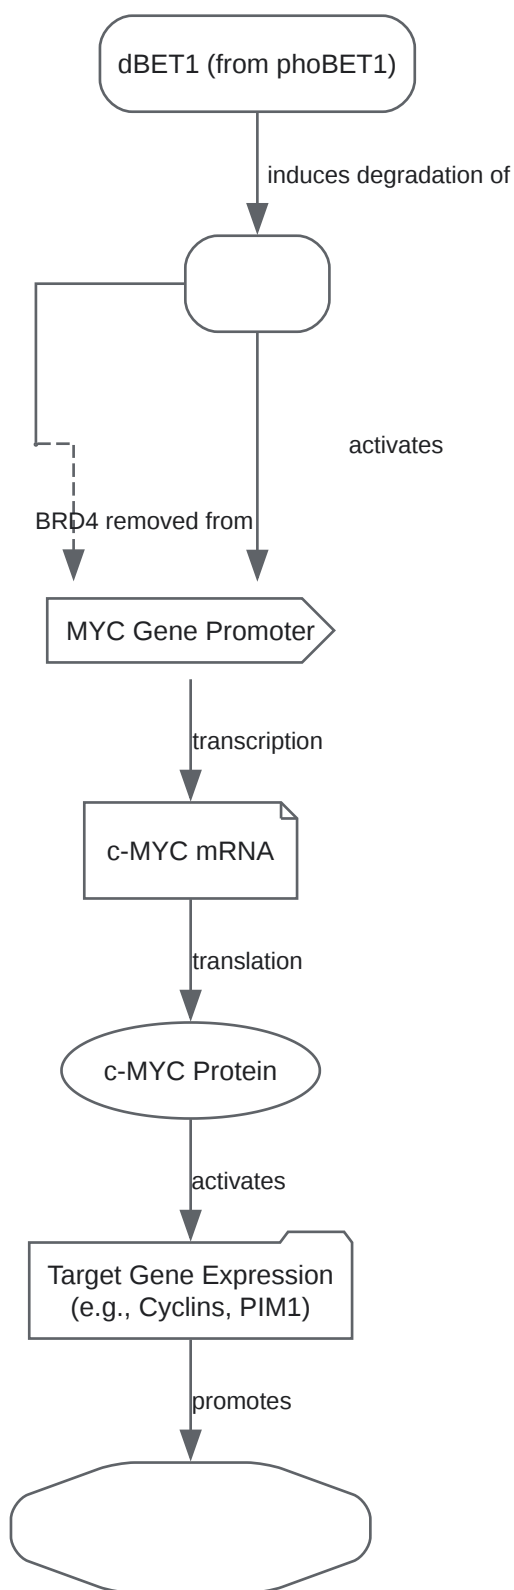 dBET1 (from phoBET1)
induces degradation of
activates
BRD4 removed from
MYC Gene Promoter
transcription
c-MYC mRNA
translation
c-MYC Protein
activates
Target Gene Expression
(e.g., Cyclins, PIM1)
promotes